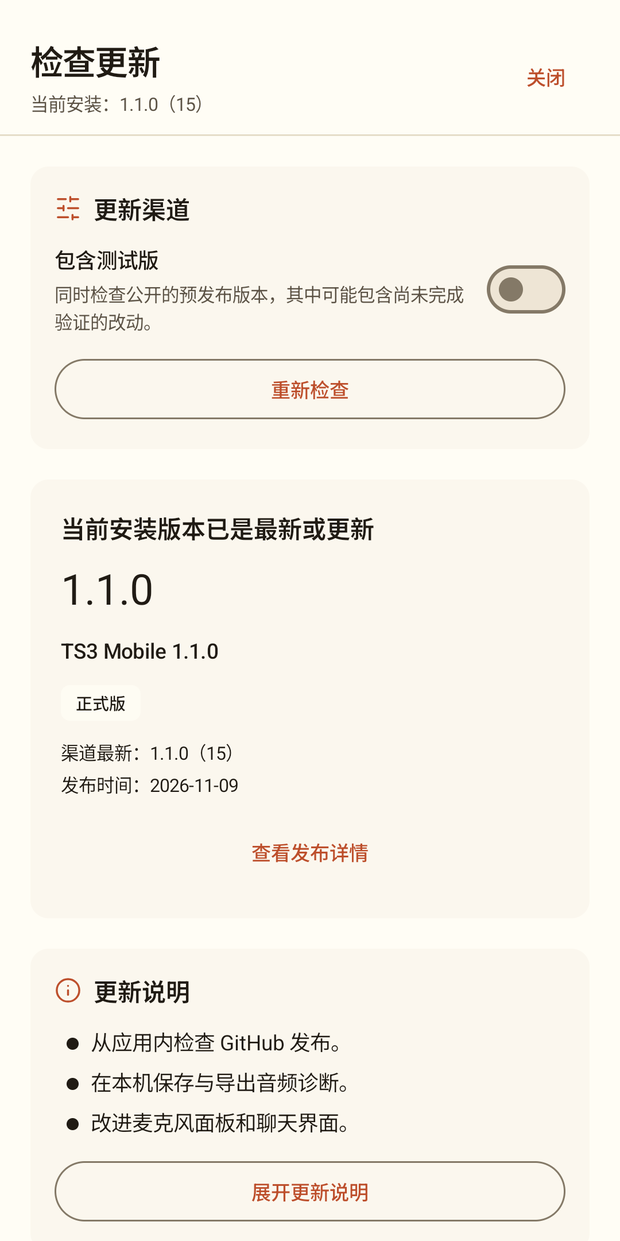 检查更新
当前安装：1.1.0（15）
关闭
更新渠道
包含测试版
同时检查公开的预发布版本，其中可能包含尚未完成
验证的改动。
重新检查
当前安装版本已是最新或更新
1.1.0
TS3 Mobile 1.1.0
正式版
渠道最新：1.1.0（15）
发布时间：2026-11-09
查看发布详情
更新说明
● 从应用内检查 GitHub 发布。
● 在本机保存与导出音频诊断。
● 改进麦克风面板和聊天界面。
展开更新说明